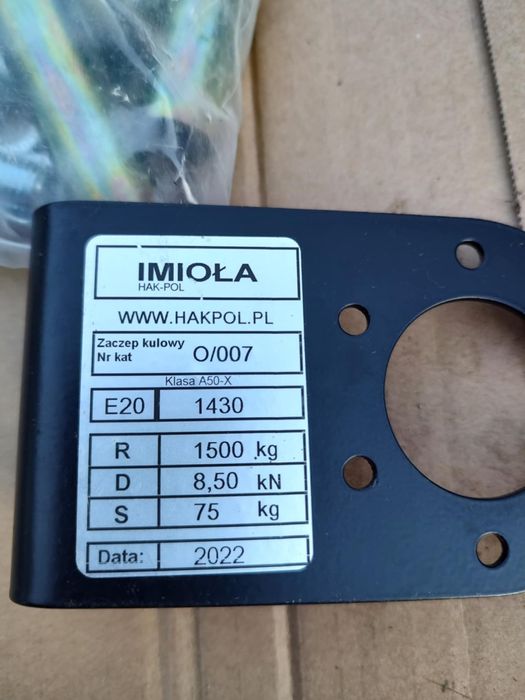 IMIOŁA
HAK-POL
WWW.HAKPOL.PL
Zaczep kulowy
Nr kat O/007
Klasa A50-X
E20 1430
R 1500 kg
D 8,50 kN
S 75 kg
Data: 2022